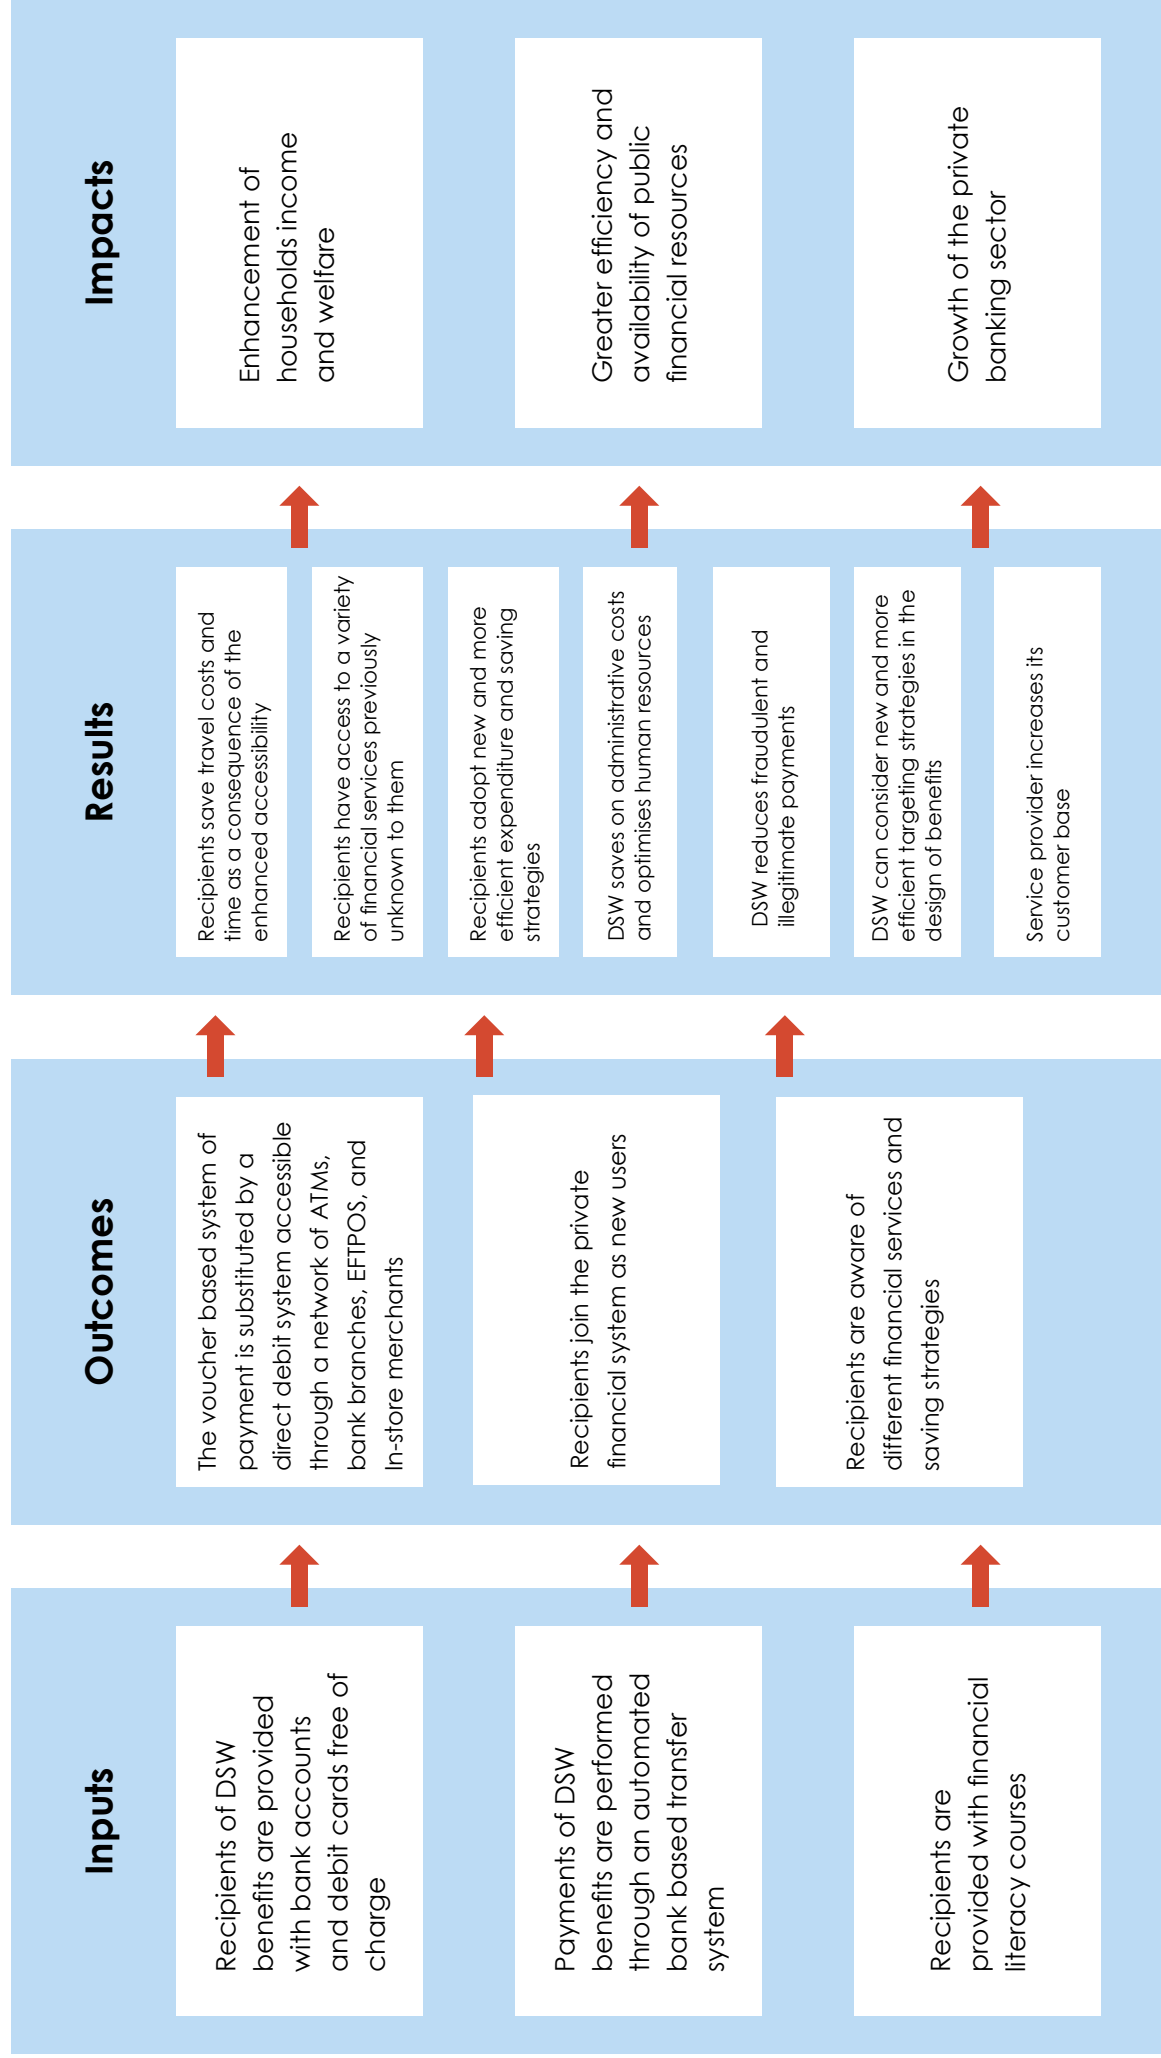 Inputs
Recipients of DSW
benefits are provided
with bank accounts
and debit cards free of
charge
Payments of DSW
benefits are performed
through an automated
bank based transfer
system
Recipients are
provided with financial
literacy courses
Outcomes
The voucher based system of
payment is substituted by a
direct debit system accessible
through a network of ATMs,
bank branches, EFTPOS, and
In-store merchants
Recipients join the private
financial system as new users
Recipients are aware of
different financial services and
saving strategies
Results
Recipients save travel costs and
time as a consequence of the
enhanced accessibility
Recipients have access to a variety
of financial services previously
unknown to them
Recipients adopt new and more
efficient expenditure and saving
strategies
DSW saves on administrative costs
and optimises human resources
DSW reduces fraudulent and
illegitimate payments
DSW can consider new and more
efficient targeting strategies in the
design of benefits
Service provider increases its
customer base
Impacts
Enhancement of
households income
and welfare
Greater efficiency and
availability of public
financial resources
Growth of the private
banking sector